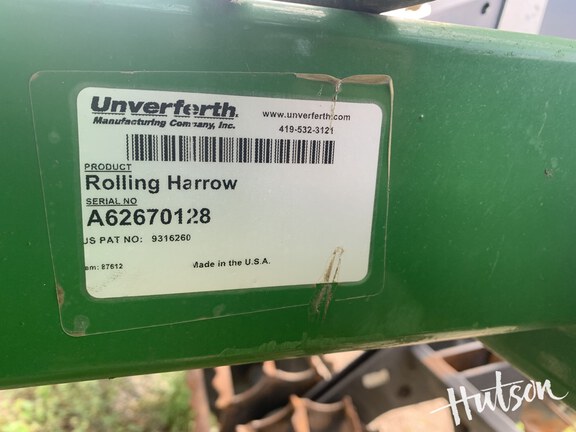 Unverferth.
Manufacturing Company, Inc.
www.unverferth.com
419-532-3121
PRODUCT
Rolling Harrow
SERIAL NO
A62670128
US PAT NO: 9316260
87612
Made in the U.S.A.
Hutson